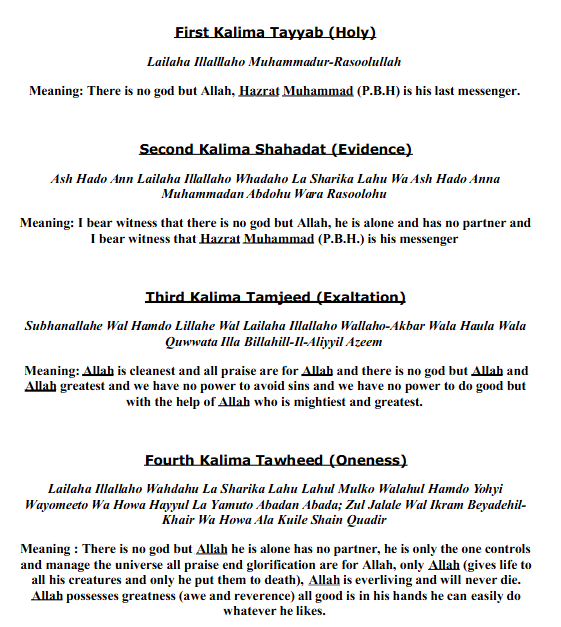 First Kalima Tayyab (Holy)
Lailaha Illalllaho Muhammadur-Rasoolullah
Meaning: There is no god but Allah, Hazrat Muhammad (P.B.H) is his last messenger.
Second Kalima Shahadat (Evidence)
Ash Hado Ann Lailaha Illallaho Whadaho La Sharika Lahu Wa Ash Hado Anna
Muhammadan Abdohu Wara Rasoolohu
Meaning: I bear witness that there is no god but Allah, he is alone and has no partner and
I bear witness that Hazrat Muhammad (P.B.H.) is his messenger
Third Kalima Tamjeed (Exaltation)
Subhanallahe Wal Hamdo Lillahe Wal Lailaha Illallaho Wallaho-Akbar Wala Haula Wala
Quwwata Illa Billahill-Il-Aliyyil Azeem
Meaning: Allah is cleanest and all praise are for Allah and there is no god but Allah and
Allah greatest and we have no power to avoid sins and we have no power to do good but
with the help of Allah who is mightiest and greatest.
Fourth Kalima Tawheed (Oneness)
Lailaha Illallaho Wahdahu La Sharika Lahu Lahul Mulko Walahul Hamdo Yohyi
Wayomeeto Wa Howa Hayyul La Yamuto Abadan Abada; Zul Jalale Wal Ikram Beyadehil-
Khair Wa Howa Ala Kuile Shain Quadir
Meaning : There is no god but Allah he is alone has no partner, he is only the one controls
and manage the universe all praise end glorification are for Allah, only Allah (gives life to
all his creatures and only he put them to death), Allah is everliving and will never die.
Allah possesses greatness (awe and reverence) all good is in his hands he can easily do
whatever he likes.